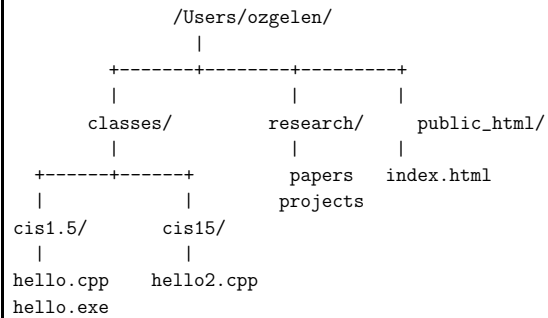 /Users/ozgelen/
|
+-------+--------+---------+
| | |
classes/ research/ public_html/
| | |
+------+------+ papers index.html
| | projects
cis1.5/ cis15/
| |
hello.cpp hello2.cpp
hello.exe